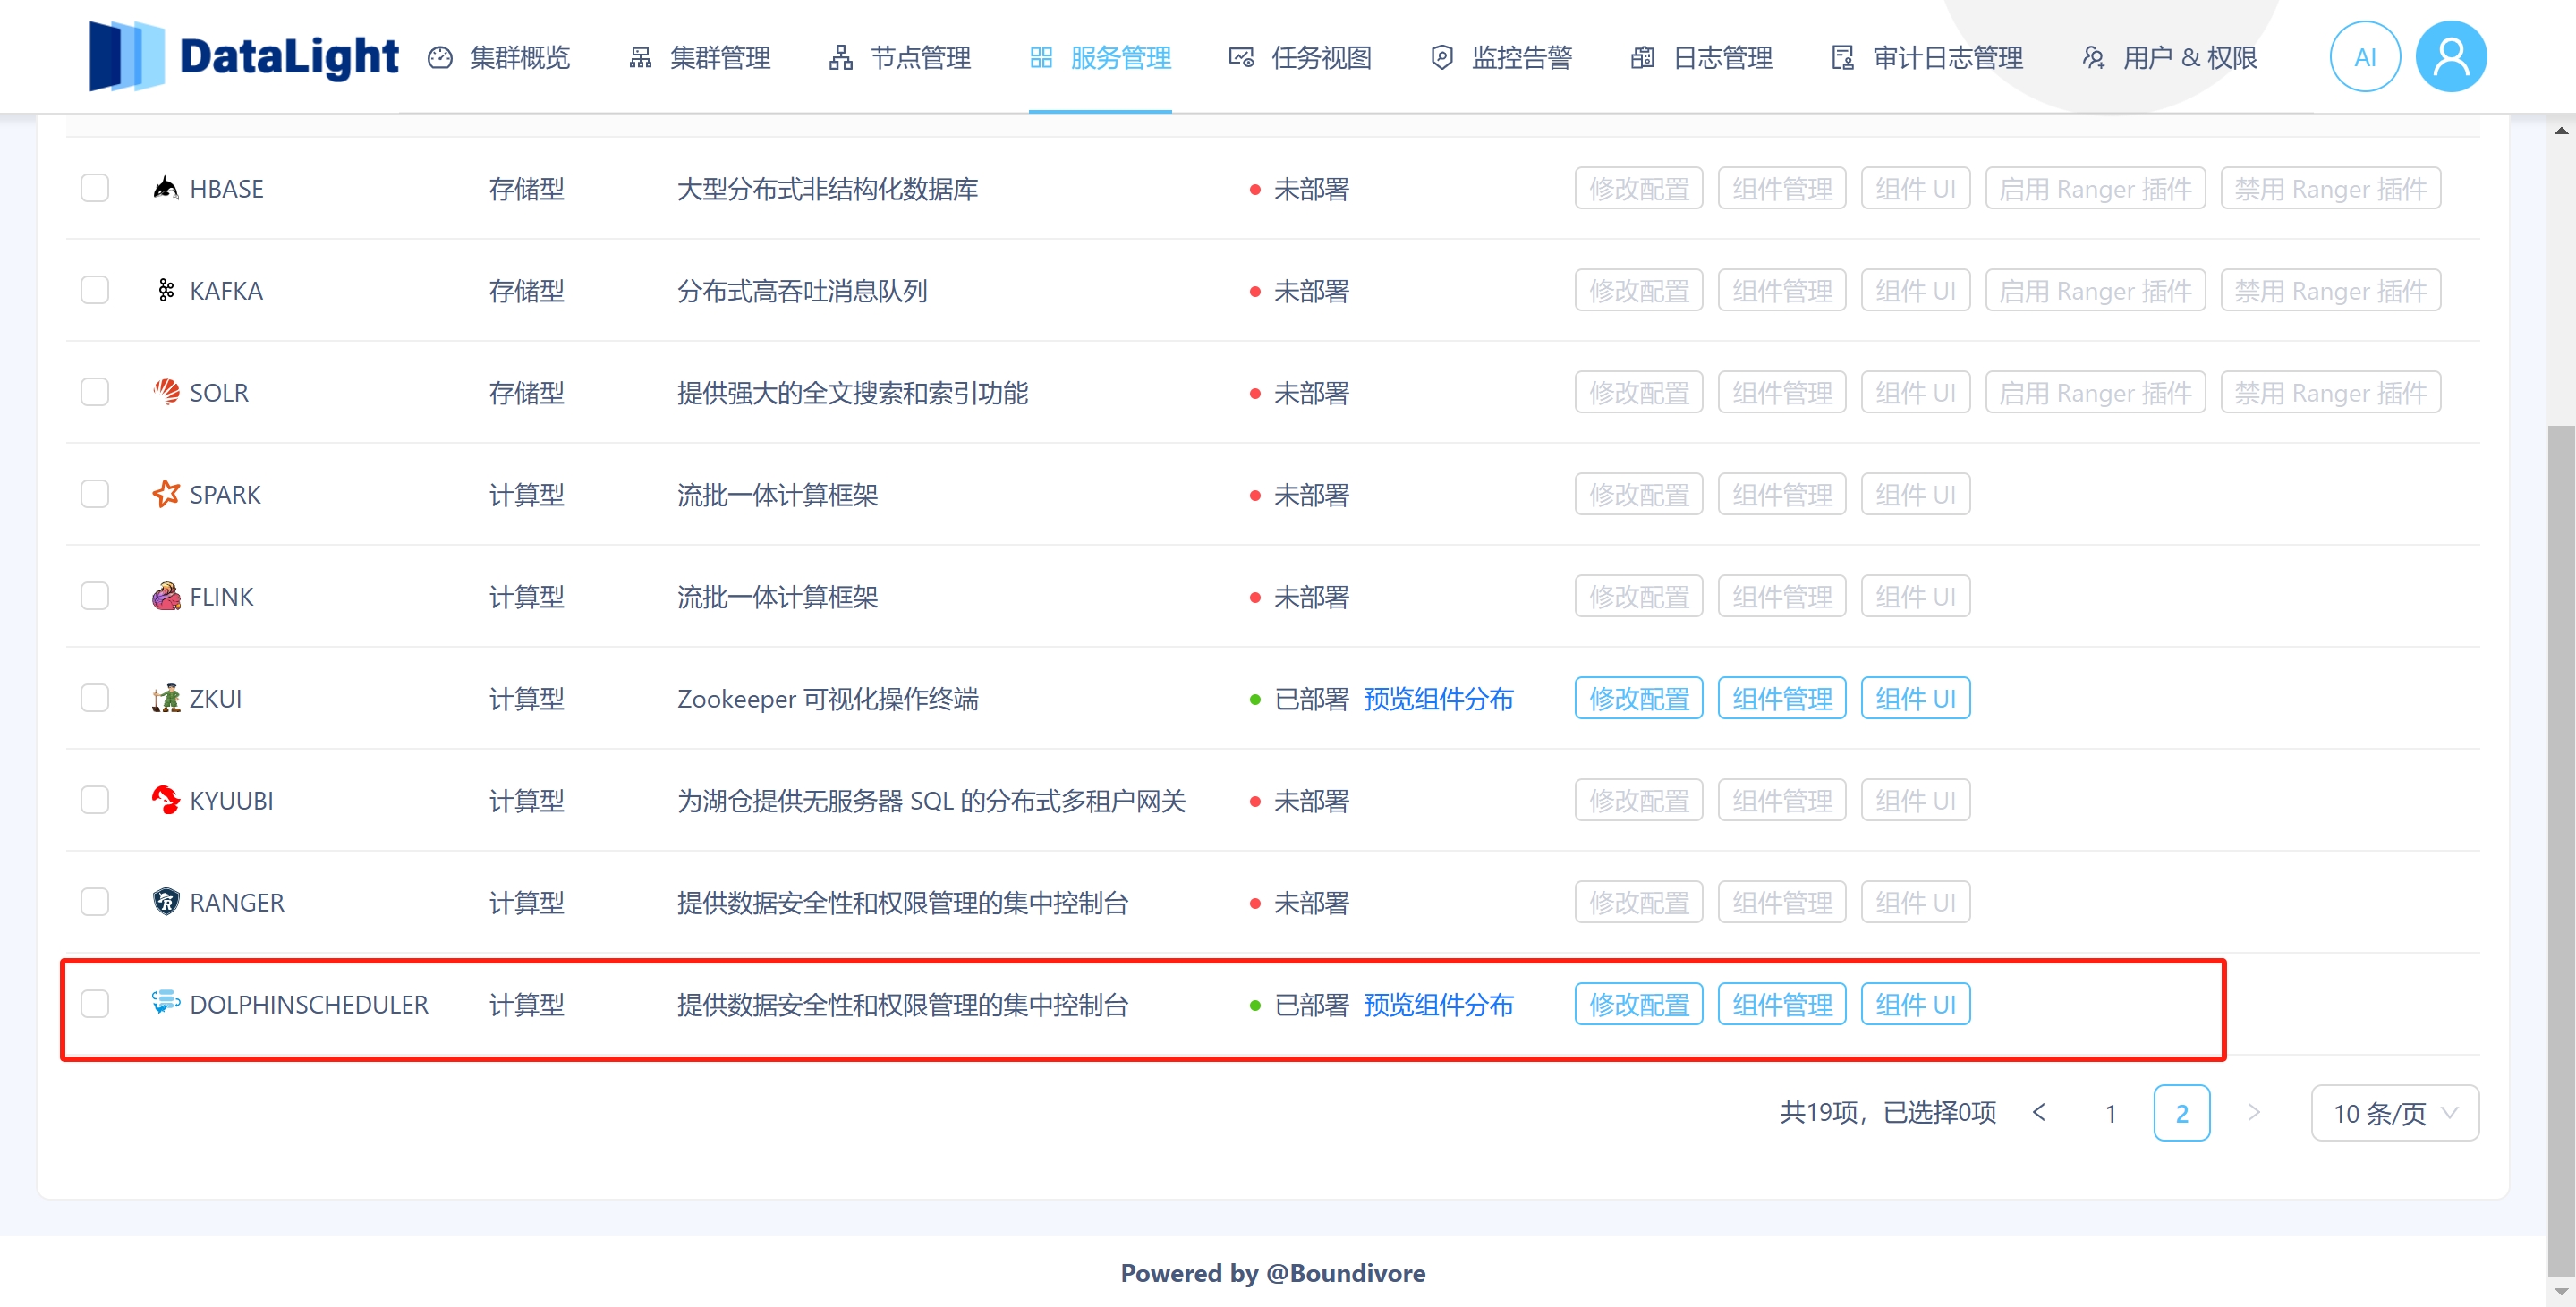 DataLight 集群概览 集群管理 节点管理 服务管理 任务视图 监控告警 日志管理 审计日志管理 用户 & 权限 AI
HBASE 存储型 大型分布式非结构化数据库 未部署 修改配置 组件管理 组件 UI 启用 Ranger 插件 禁用 Ranger 插件
KAFKA 存储型 分布式高吞吐消息队列 未部署 修改配置 组件管理 组件 UI 启用 Ranger 插件 禁用 Ranger 插件
SOLR 存储型 提供强大的全文搜索和索引功能 未部署 修改配置 组件管理 组件 UI 启用 Ranger 插件 禁用 Ranger 插件
SPARK 计算型 流批一体计算框架 未部署 修改配置 组件管理 组件 UI
FLINK 计算型 流批一体计算框架 未部署 修改配置 组件管理 组件 UI
ZKUI 计算型 Zookeeper 可视化操作终端 已部署 预览组件分布 修改配置 组件管理 组件 UI
KYUUBI 计算型 为湖仓提供无服务器 SQL 的分布式多租户网关 未部署 修改配置 组件管理 组件 UI
RANGER 计算型 提供数据安全性和权限管理的集中控制台 未部署 修改配置 组件管理 组件 UI
DOLPHINSCHEDULER 计算型 提供数据安全性和权限管理的集中控制台 已部署 预览组件分布 修改配置 组件管理 组件 UI
共19项，已选择0项 < 1 2 > 10 条/页
Powered by @Boundivore